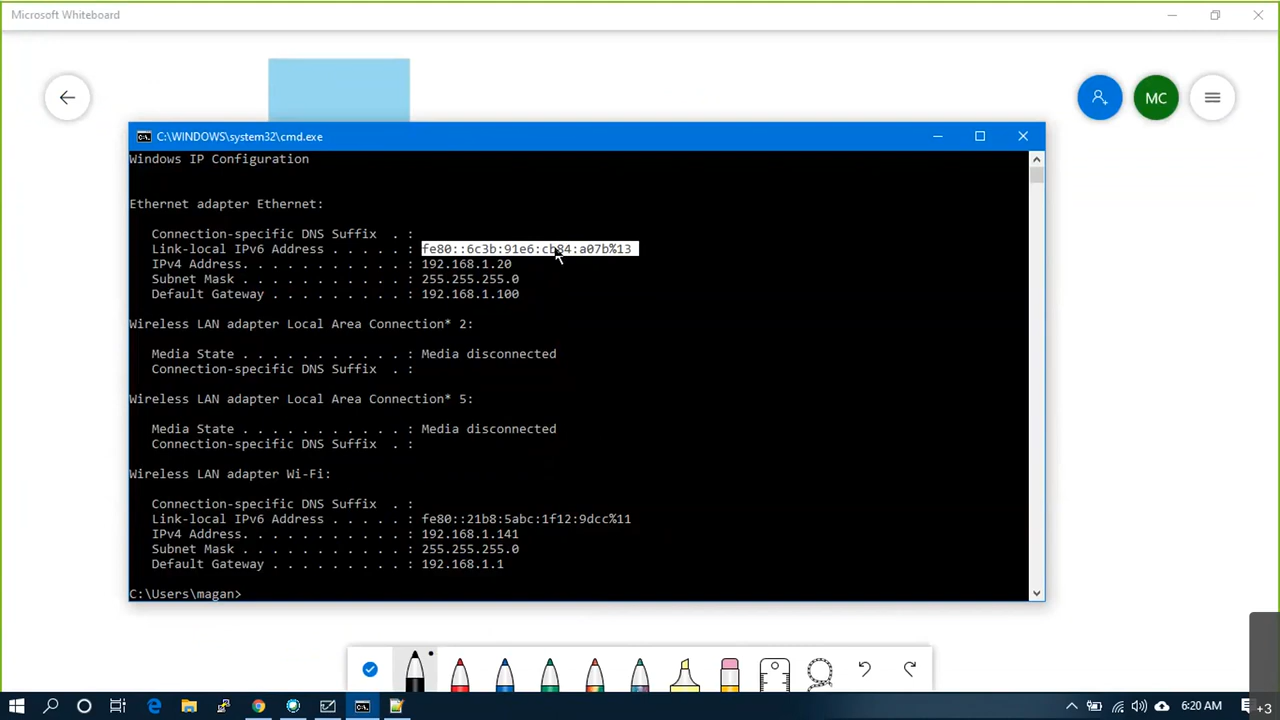 Microsoft Whiteboard
MC
C:\WINDOWS\system32\cmd.exe
Windows IP Configuration
Ethernet adapter Ethernet:
Connection-specific DNS Suffix  . :
Link-local IPv6 Address . . . . . : fe80::6c3b:91e6:cb84:a07b%13
IPv4 Address. . . . . . . . . . . : 192.168.1.20
Subnet Mask . . . . . . . . . . . : 255.255.255.0
Default Gateway . . . . . . . . . : 192.168.1.100
Wireless LAN adapter Local Area Connection* 2:
Media State . . . . . . . . . . . : Media disconnected
Connection-specific DNS Suffix  . :
Wireless LAN adapter Local Area Connection* 5:
Media State . . . . . . . . . . . : Media disconnected
Connection-specific DNS Suffix  . :
Wireless LAN adapter Wi-Fi:
Connection-specific DNS Suffix  . :
Link-local IPv6 Address . . . . . : fe80::21b8:5abc:1f12:9dcc%11
IPv4 Address. . . . . . . . . . . : 192.168.1.141
Subnet Mask . . . . . . . . . . . : 255.255.255.0
Default Gateway . . . . . . . . . : 192.168.1.1
C:\Users\magan>
6:20 AM
+3